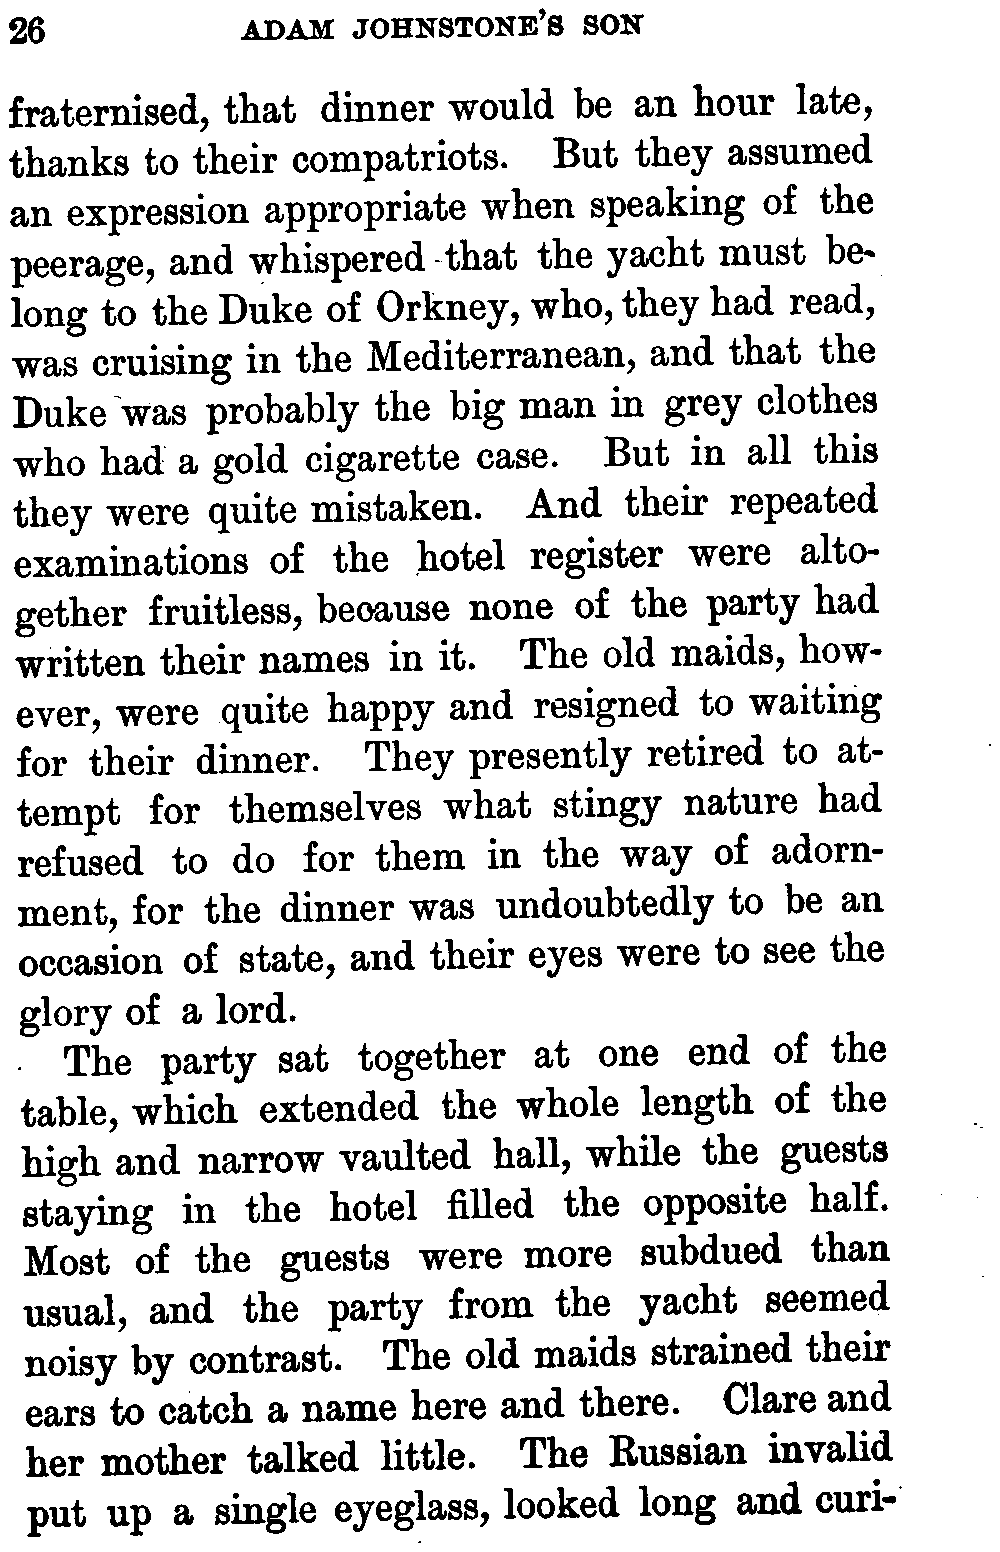 26 ADAM JOHNSTONE'S SON
fraternised, that dinner would be an hour late,
thanks to their compatriots. But they assumed
an expression appropriate when speaking of the
peerage, and whispered that the yacht must be-
long to the Duke of Orkney, who, they had read,
was cruising in the Mediterranean, and that the
Duke was probably the big man in grey clothes
who had a gold cigarette case. But in all this
they were quite mistaken. And their repeated
examinations of the hotel register were alto-
gether fruitless, because none of the party had
written their names in it. The old maids, how-
ever, were quite happy and resigned to waiting
for their dinner. They presently retired to at-
tempt for themselves what stingy nature had
refused to do for them in the way of adorn-
ment, for the dinner was undoubtedly to be an
occasion of state, and their eyes were to see the
glory of a lord.
The party sat together at one end of the
table, which extended the whole length of the
high and narrow vaulted hall, while the guests
staying in the hotel filled the opposite half.
Most of the guests were more subdued than
usual, and the party from the yacht seemed
noisy by contrast. The old maids strained their
ears to catch a name here and there. Clare and
her mother talked little. The Russian invalid
put up a single eyeglass, looked long and curi-